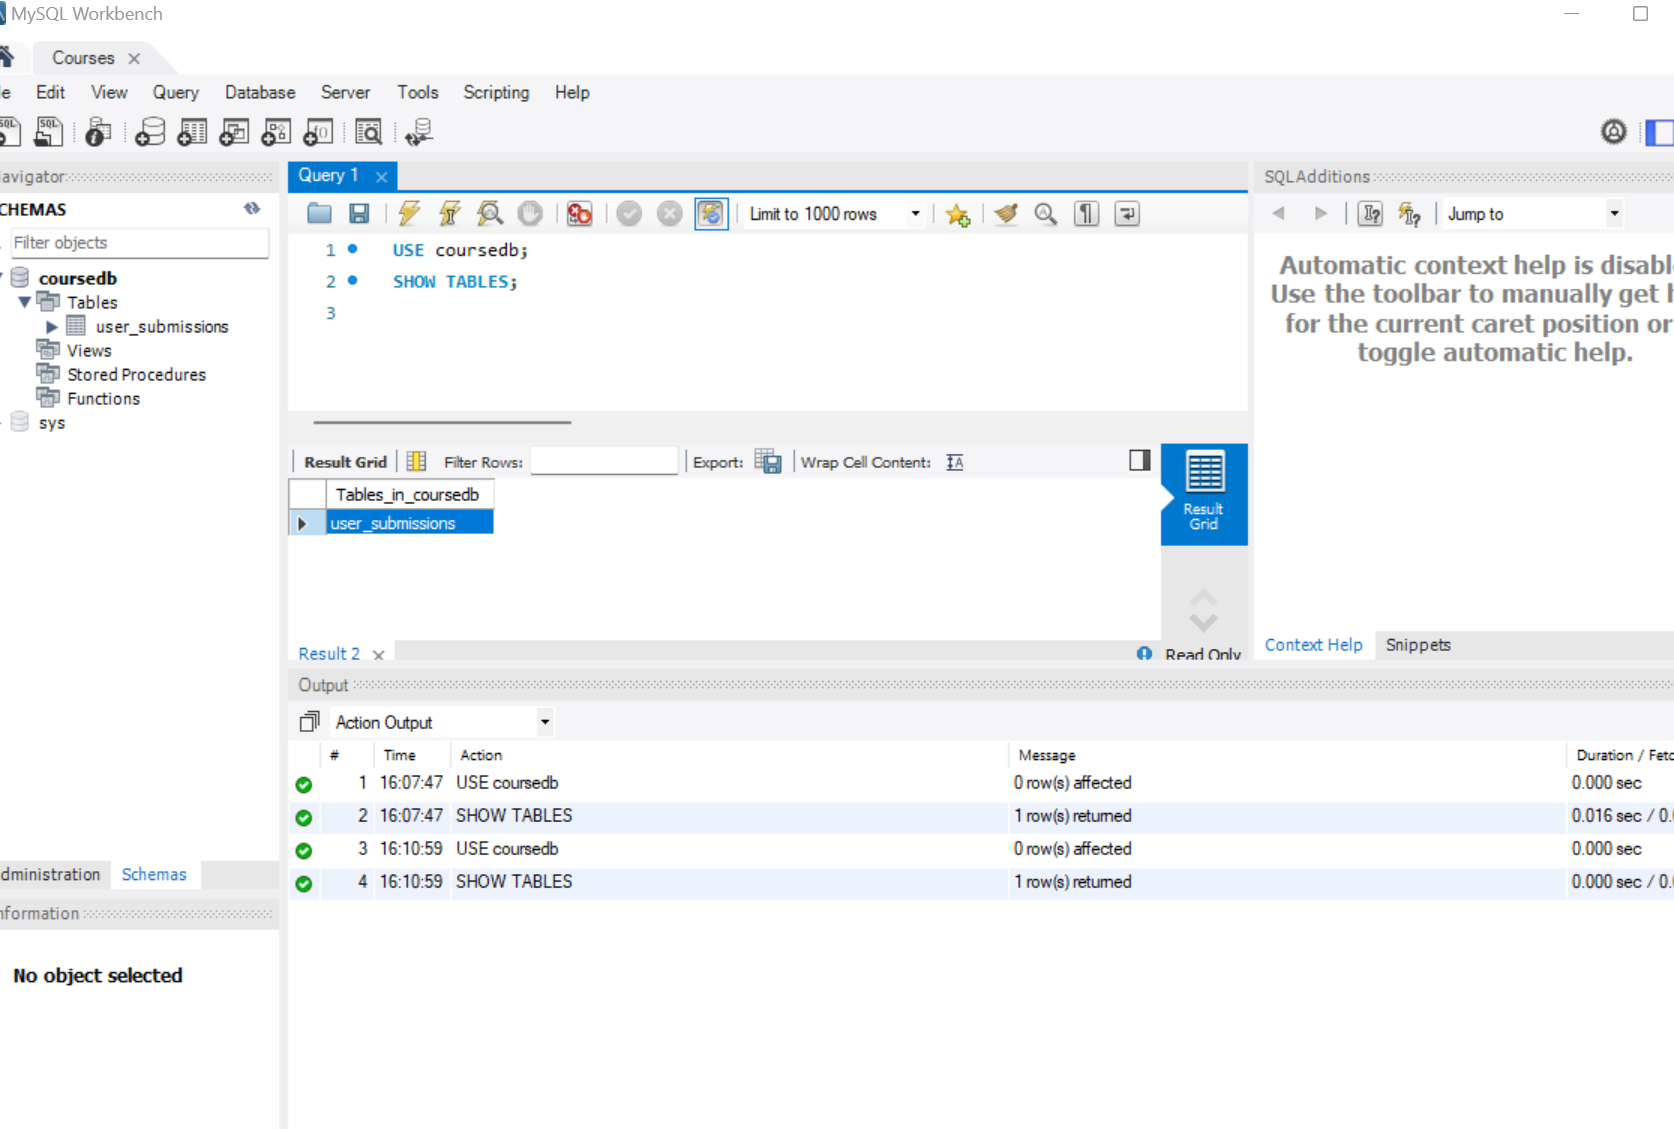 MySQL Workbench
Courses
le Edit View Query Database Server Tools Scripting Help
SQL SQL
avigator
Query 1
SQLAdditions
CHEMAS
Limit to 1000 rows
Jump to
Filter objects
1 USE coursedb;
2 SHOW TABLES;
3
coursedb
Tables
user_submissions
Views
Stored Procedures
Functions
sys
Automatic context help is disable
Use the toolbar to manually get h
for the current caret position or
toggle automatic help.
Result Grid Filter Rows: Export: Wrap Cell Content:
Tables_in_coursedb
user_submissions
Result
Grid
Result 2
Read Only
Context Help Snippets
Output
Action Output
# Time Action Message Duration / Fetc
1 16:07:47 USE coursedb 0 row(s) affected 0.000 sec
2 16:07:47 SHOW TABLES 1 row(s) returned 0.016 sec / 0.0
3 16:10:59 USE coursedb 0 row(s) affected 0.000 sec
4 16:10:59 SHOW TABLES 1 row(s) returned 0.000 sec / 0.0
dministration Schemas
nformation
No object selected